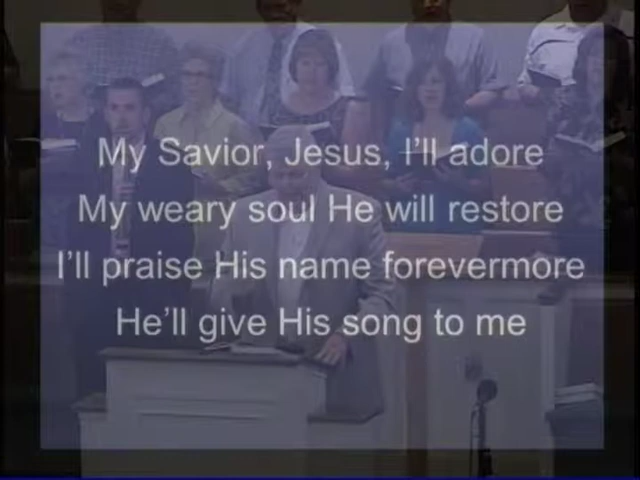 My Savior, Jesus, I'll adore
My weary soul He will restore
I'll praise His name forevermore
He'll give His song to me